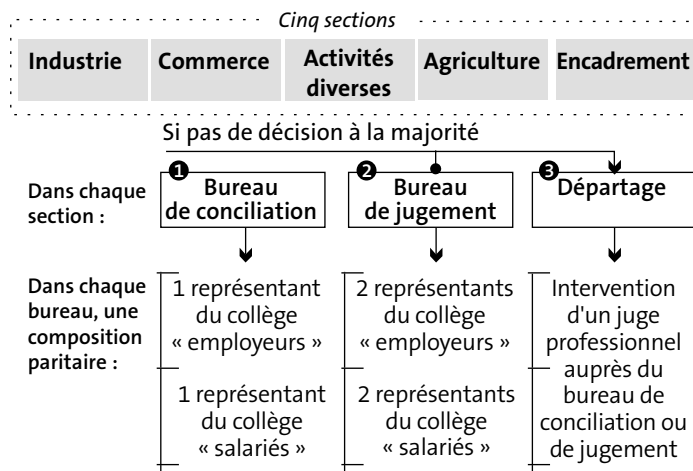 Cinq sections
Industrie Commerce Activités diverses Agriculture Encadrement
Si pas de décision à la majorité
Dans chaque
section :
❶ Bureau
de conciliation
❷ Bureau
de jugement
❸ Départage
Dans chaque
bureau, une
composition
paritaire :
1 représentant
du collège
« employeurs »
1 représentant
du collège
« salariés »
2 représentants
du collège
« employeurs »
2 représentants
du collège
« salariés »
Intervention
d'un juge
professionnel
auprès du
bureau de
conciliation ou
de jugement